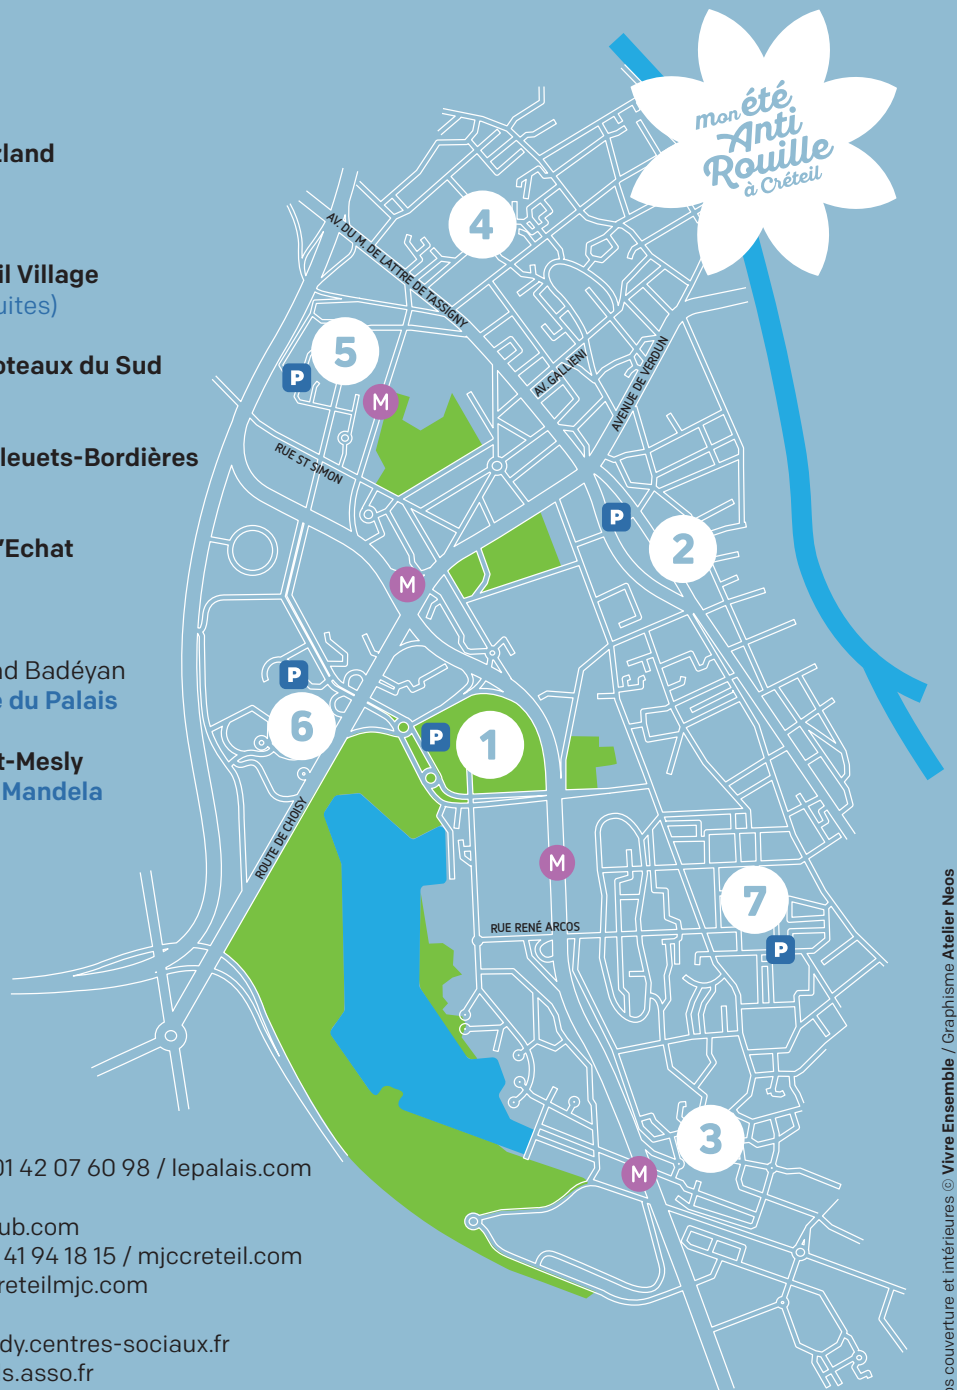 tland
il Village
uites)
oteaux du Sud
leuets-Bordières
'Echat
nd Badéyan
e du Palais
t-Mesly
Mandela
01 42 07 60 98 / lepalais.com
ub.com
41 94 18 15 / mjccreteil.com
reteilmjc.com
dy.centres-sociaux.fr
s.asso.fr
mon été
Anti
Rouille
à Créteil
4
AV. DU M. DE LATTRE DE TASSIGNY
5
P
M
AV. GALLIENI
AVENUE DE VERDUN
RUE ST SIMON
P
2
M
P
6
P
1
ROUTE DE CHOISY
M
7
P
RUE RENÉ ARCOS
3
M
os couverture et intérieures © Vivre Ensemble / Graphisme Atelier Neos